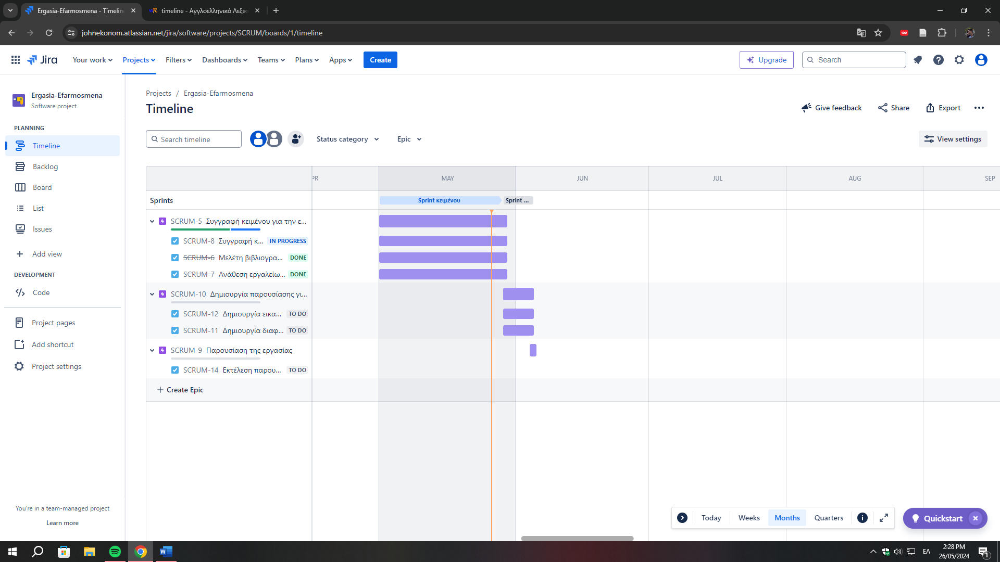 Ergasia-Efarmosmena - Timeline
timeline - Αγγλοελληνικό Λεξικ
johnekonom.atlassian.net/jira/software/projects/SCRUM/boards/1/timeline
Jira
Your work
Projects
Filters
Dashboards
Teams
Plans
Apps
Create
Upgrade
Search
Ergasia-Efarmosmena
Software project
PLANNING
Timeline
Backlog
Board
List
Issues
Add view
DEVELOPMENT
Code
Project pages
Add shortcut
Project settings
You're in a team-managed project
Learn more
Projects / Ergasia-Efarmosmena
Timeline
Give feedback
Share
Export
Search timeline
Status category
Epic
View settings
PR
MAY
JUN
JUL
AUG
SEP
Sprints
Sprint κειμένου
Sprint ...
SCRUM-5 Συγγραφή κειμένου για την ε...
SCRUM-8 Συγγραφή κ... IN PROGRESS
SCRUM-6 Μελέτη βιβλιογρα... DONE
SCRUM-7 Ανάθεση εργαλείω... DONE
SCRUM-10 Δημιουργία παρουσίασης γι...
SCRUM-12 Δημιουργία εικα... TO DO
SCRUM-11 Δημιουργία διαφ... TO DO
SCRUM-9 Παρουσίαση της εργασίας
SCRUM-14 Εκτέλεση παρου... TO DO
+ Create Epic
Today
Weeks
Months
Quarters
Quickstart
ΕΛ
2:28 PM
26/05/2024
1